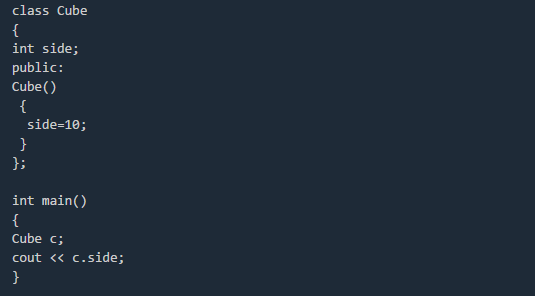 class Cube
{
int side;
public:
Cube()
 {
  side=10;
 }
};

int main()
{
Cube c;
cout << c.side;
}